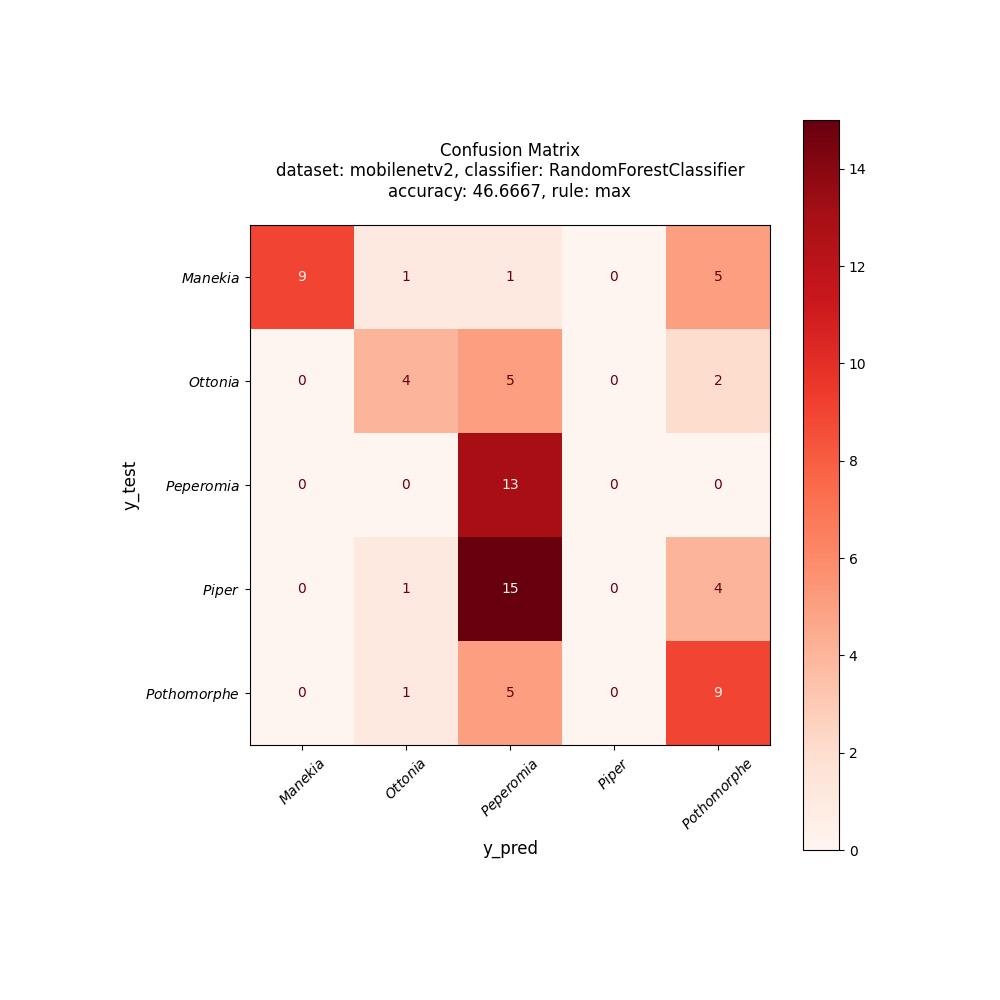 Confusion Matrix
dataset: mobilenetv2, classifier: RandomForestClassifier
accuracy: 46.6667, rule: max
Manekia 9 1 1 0 5
Ottonia 0 4 5 0 2
Peperomia 0 0 13 0 0
Piper 0 1 15 0 4
Pothomorphe 0 1 5 0 9
y_test
Manekia Ottonia Peperomia Piper Pothomorphe
y_pred
14
12
10
8
6
4
2
0